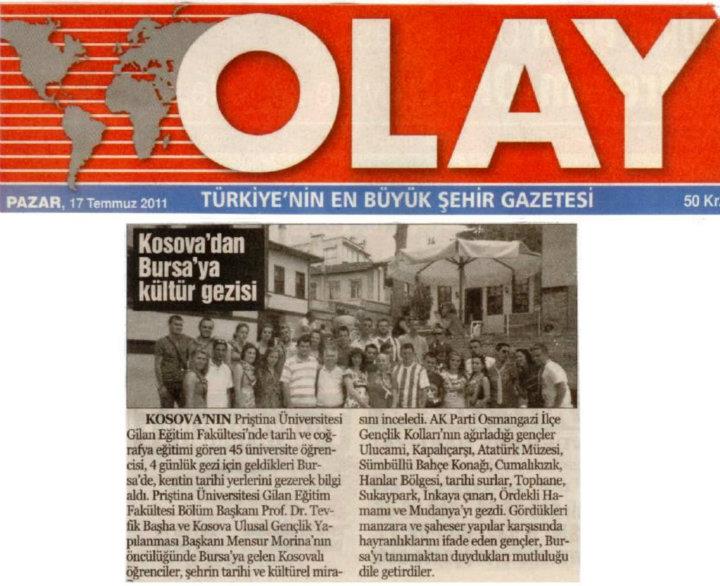 OLAY
PAZAR, 17 Temmuz 2011 TÜRKİYE'NİN EN BÜYÜK ŞEHİR GAZETESİ 50 Kr.
Kosova'dan
Bursa'ya
kültür gezisi
KOSOVA'NIN Priştina Üniversitesi
Gilan Eğitim Fakültesi'nde tarih ve coğ-
rafya eğitimi gören 45 üniversite öğren-
cisi, 4 günlük gezi için geldikleri Bur-
sa'de, kentin tarihi yerlerini gezerek bilgi
aldı. Priştina Üniversitesi Gilan Eğitim
Fakültesi Bölüm Başkanı Prof. Dr. Tev-
fik Başha ve Kosova Ulusal Gençlik Ya-
pılanması Başkanı Mensur Morina'nın
öncülüğünde Bursa'ya gelen Kosovalı
öğrenciler, şehrin tarihi ve kültürel mira-
sını inceledi. AK Parti Osmangazi İlçe
Gençlik Kolları'nın ağırladığı gençler
Ulucami, Kapalıçarşı, Atatürk Müzesi,
Sümbüllü Bahçe Konağı, Cumalıkızık,
Hanlar Bölgesi, tarihi surlar, Tophane,
Sukaypark, İnkaya çınarı, Ördekli Ha-
mamı ve Mudanya'yı gezdi. Gördükleri
manzara ve şaheser yapılar karşısında
hayranlıklarını ifade eden gençler, Bur-
sa'yı tanımaktan duydukları mutluluğu
dile getirdiler.